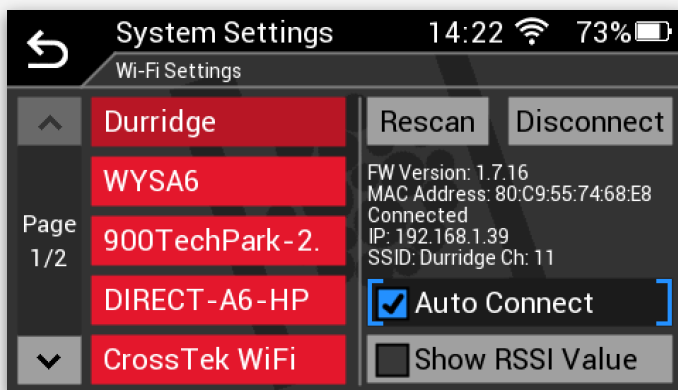 System Settings
14:22
73%
Wi-Fi Settings
Durridge
WYSA6
900TechPark-2.
DIRECT-A6-HP
CrossTek WiFi
Page
1/2
Rescan
Disconnect
FW Version: 1.7.16
MAC Address: 80:C9:55:74:68:E8
Connected
IP: 192.168.1.39
SSID: Durridge Ch: 11
Auto Connect
Show RSSI Value